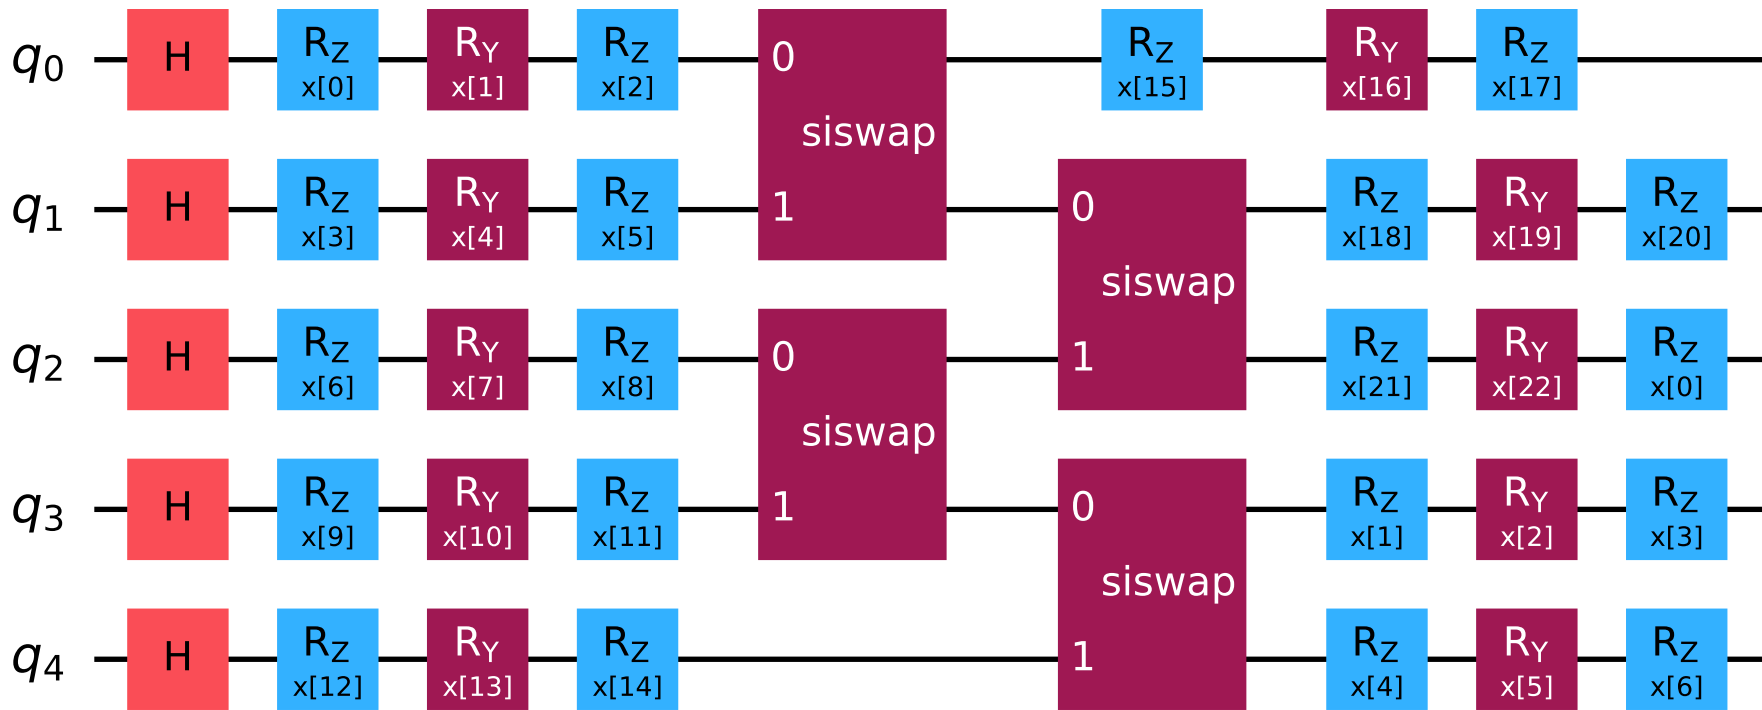 q0 H RZ x[0] RY x[1] RZ x[2] 0 siswap 1 RZ x[15] RY x[16] RZ x[17]
q1 H RZ x[3] RY x[4] RZ x[5] 0 siswap 1 RZ x[18] RY x[19] RZ x[20]
q2 H RZ x[6] RY x[7] RZ x[8] 0 siswap 1 RZ x[21] RY x[22] RZ x[0]
q3 H RZ x[9] RY x[10] RZ x[11] 0 siswap 1 RZ x[1] RY x[2] RZ x[3]
q4 H RZ x[12] RY x[13] RZ x[14] RZ x[4] RY x[5] RZ x[6]